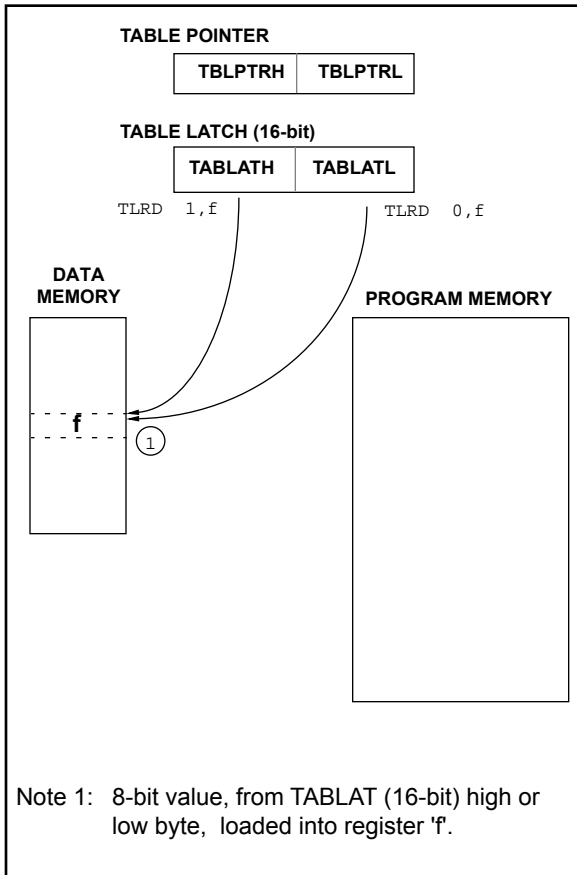 TABLE POINTER
TBLPTRH TBLPTRL
TABLE LATCH (16-bit)
TABLATH TABLATL
TLRD 1,f TLRD 0,f
DATA
MEMORY
PROGRAM MEMORY
f
1
Note 1: 8-bit value, from TABLAT (16-bit) high or
low byte, loaded into register 'f'.